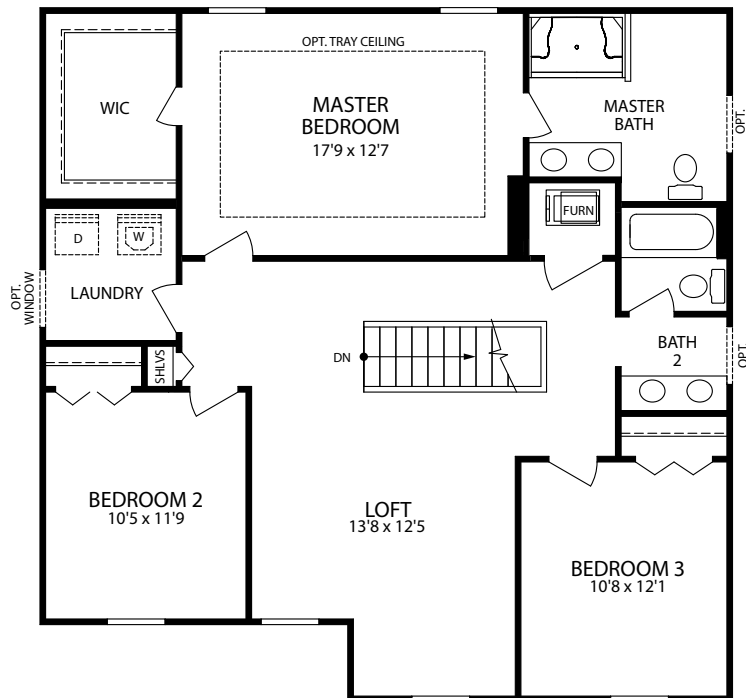 OPT. TRAY CEILING
WIC
MASTER
BEDROOM
17'9 x 12'7
MASTER
BATH
OPT.
FURN
D
W
LAUNDRY
OPT.
WINDOW
SHLVS
DN
BATH
2
OPT.
BEDROOM 2
10'5 x 11'9
LOFT
13'8 x 12'5
BEDROOM 3
10'8 x 12'1